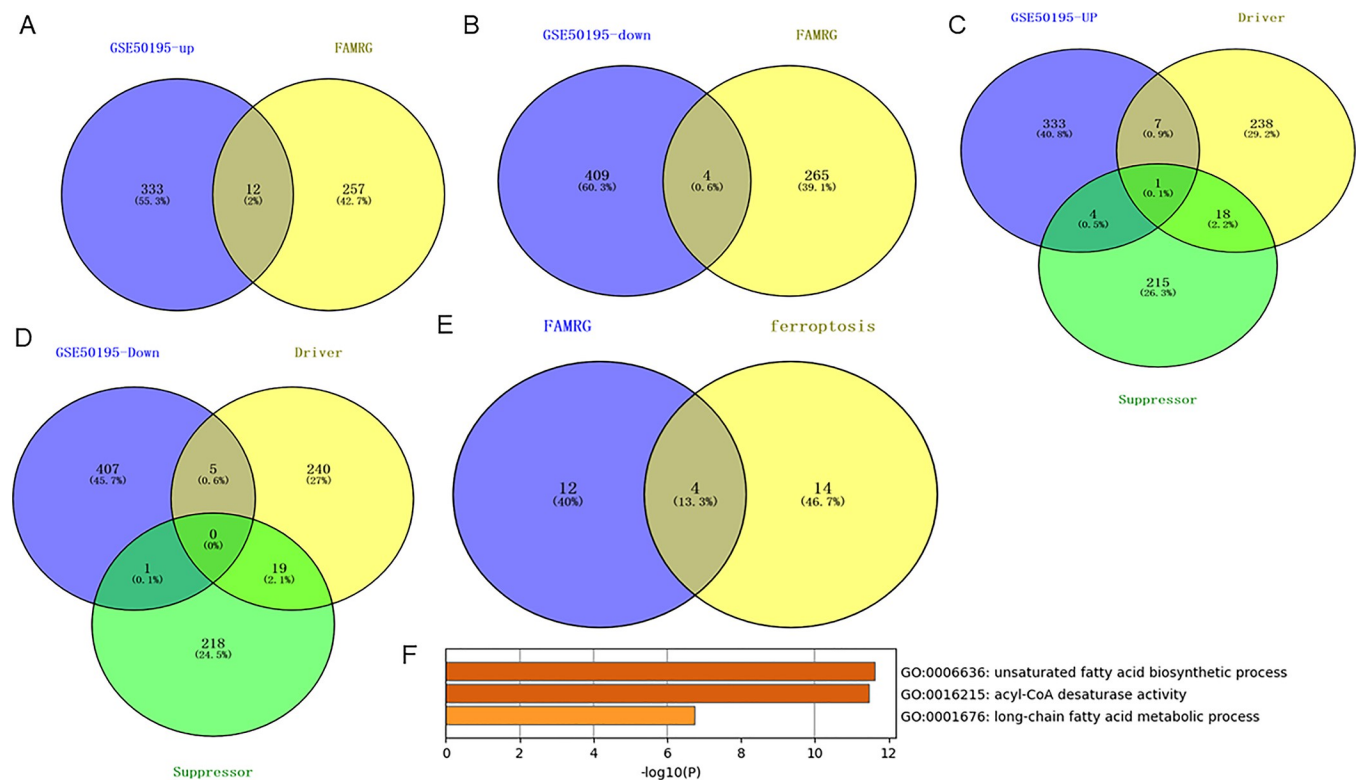 A
GSE50195-up
FAMRG
333
(55.3%)
12
(2%)
257
(42.7%)
B
GSE50195-down
FAMRG
409
(60.3%)
4
(0.6%)
265
(39.1%)
C
GSE50195-UP
Driver
333
(40.8%)
7
(0.9%)
238
(29.2%)
1
(0.1%)
4
(0.5%)
18
(2.2%)
215
(26.3%)
Suppressor
D
GSE50195-Down
Driver
407
(45.7%)
5
(0.6%)
240
(27%)
0
(0%)
1
(0.1%)
19
(2.1%)
218
(24.5%)
Suppressor
E
FAMRG
ferroptosis
12
(40%)
4
(13.3%)
14
(46.7%)
F
GO:0006636: unsaturated fatty acid biosynthetic process
GO:0016215: acyl-CoA desaturase activity
GO:0001676: long-chain fatty acid metabolic process
0 2 4 6 8 10 12
-log10(P)